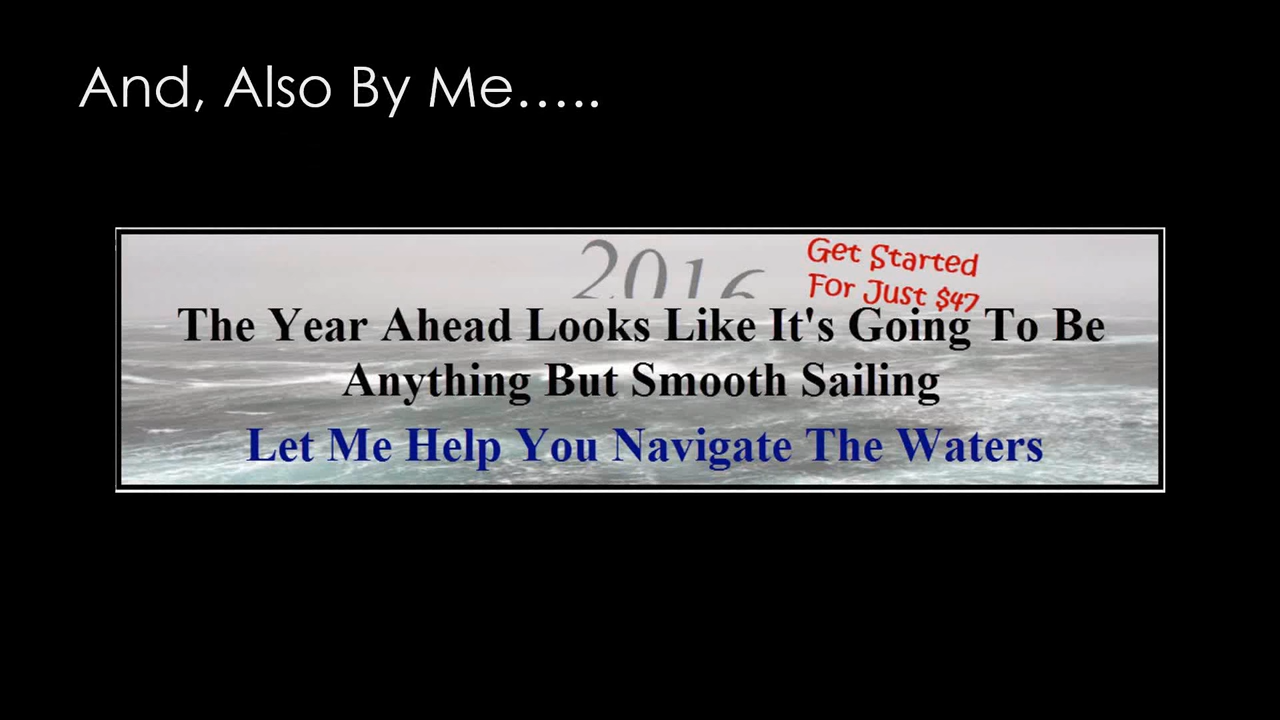 And, Also By Me…..
2016
Get Started
For Just $47
The Year Ahead Looks Like It's Going To Be
Anything But Smooth Sailing
Let Me Help You Navigate The Waters